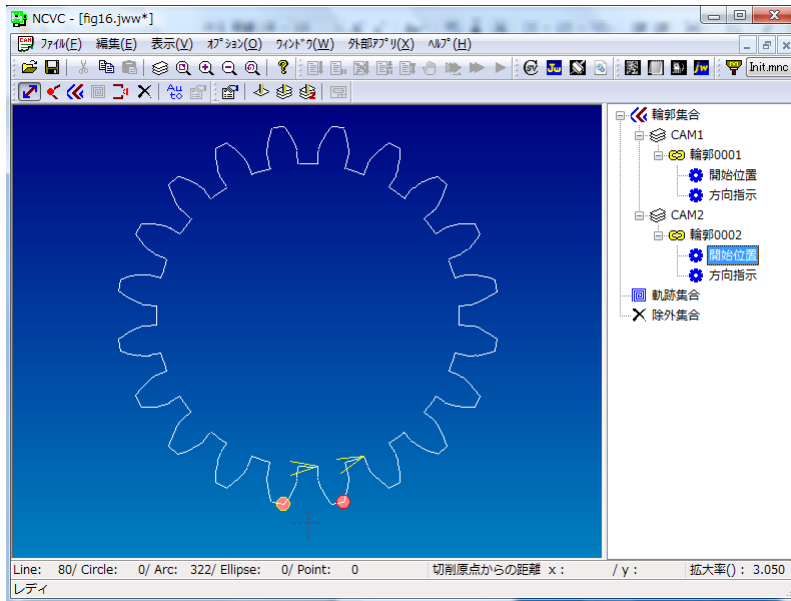 NCVC - [fig16.jww*]
ﾌｧｲﾙ(F) 編集(E) 表示(V) ｵﾌﾟｼｮﾝ(O) ｳｨﾝﾄﾞｳ(W) 外部ｱﾌﾟﾘ(X) ﾍﾙﾌﾟ(H)
Init.mnc
Au to
輪郭集合
CAM1
輪郭0001
開始位置
方向指示
CAM2
輪郭0002
開始位置
方向指示
軌跡集合
除外集合
Line: 80/ Circle: 0/ Arc: 322/ Ellipse: 0/ Point: 0 切削原点からの距離 x : / y : 拡大率() : 3.050
レディ